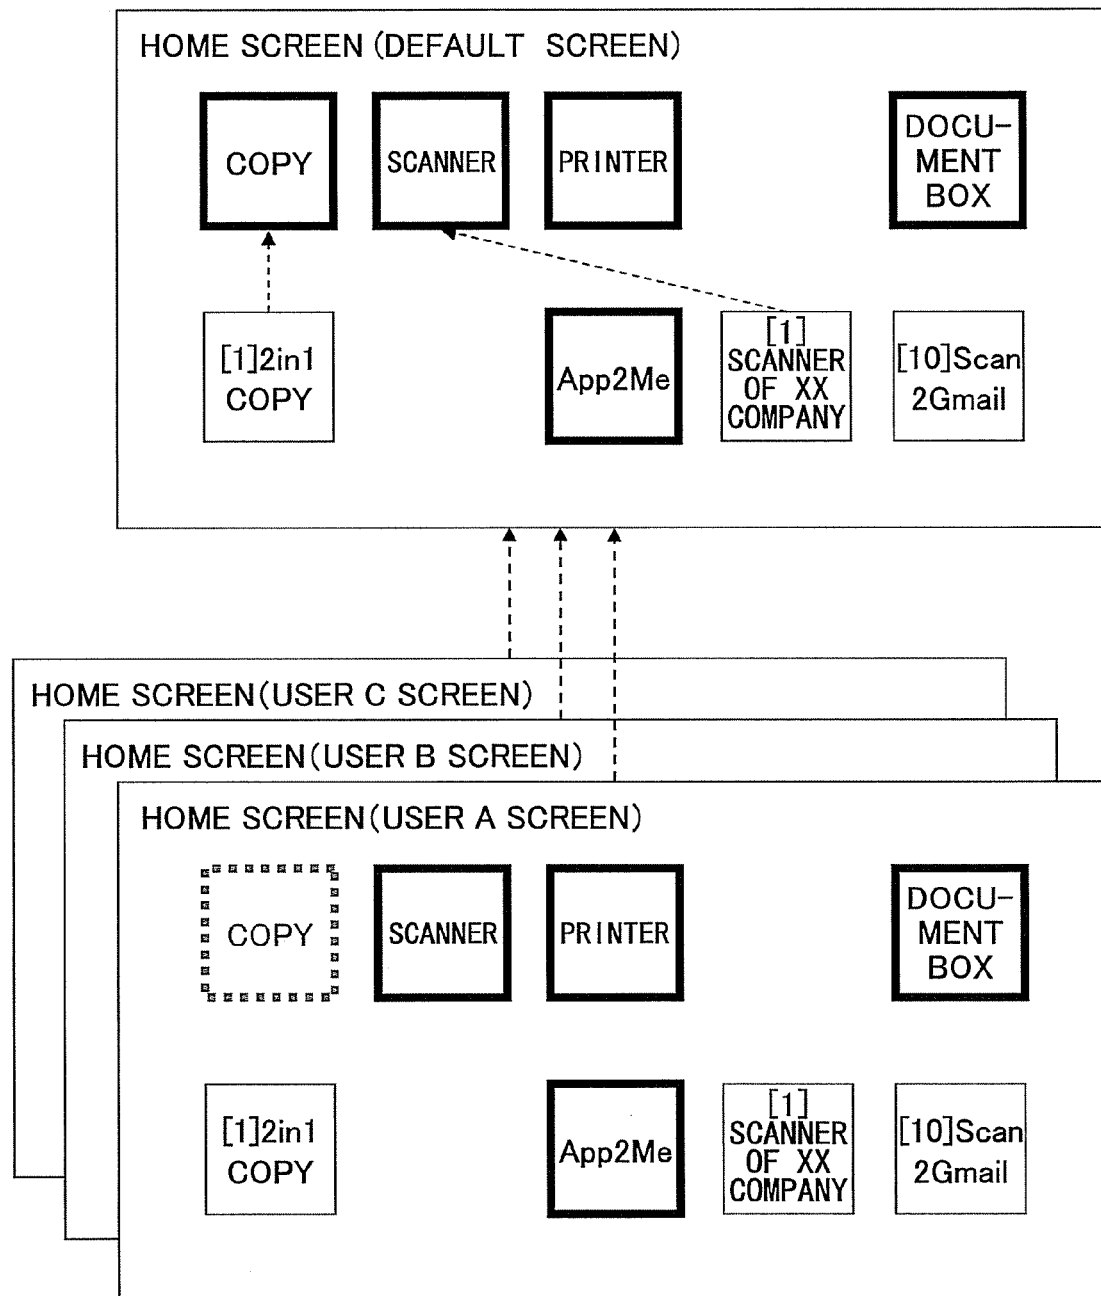 HOME SCREEN (DEFAULT SCREEN)
COPY
SCANNER
PRINTER
DOCU-
MENT
BOX
[1]2in1
COPY
App2Me
[1]
SCANNER
OF XX
COMPANY
[10]Scan
2Gmail
HOME SCREEN(USER C SCREEN)
HOME SCREEN(USER B SCREEN)
HOME SCREEN(USER A SCREEN)
COPY
SCANNER
PRINTER
DOCU-
MENT
BOX
[1]2in1
COPY
App2Me
[1]
SCANNER
OF XX
COMPANY
[10]Scan
2Gmail